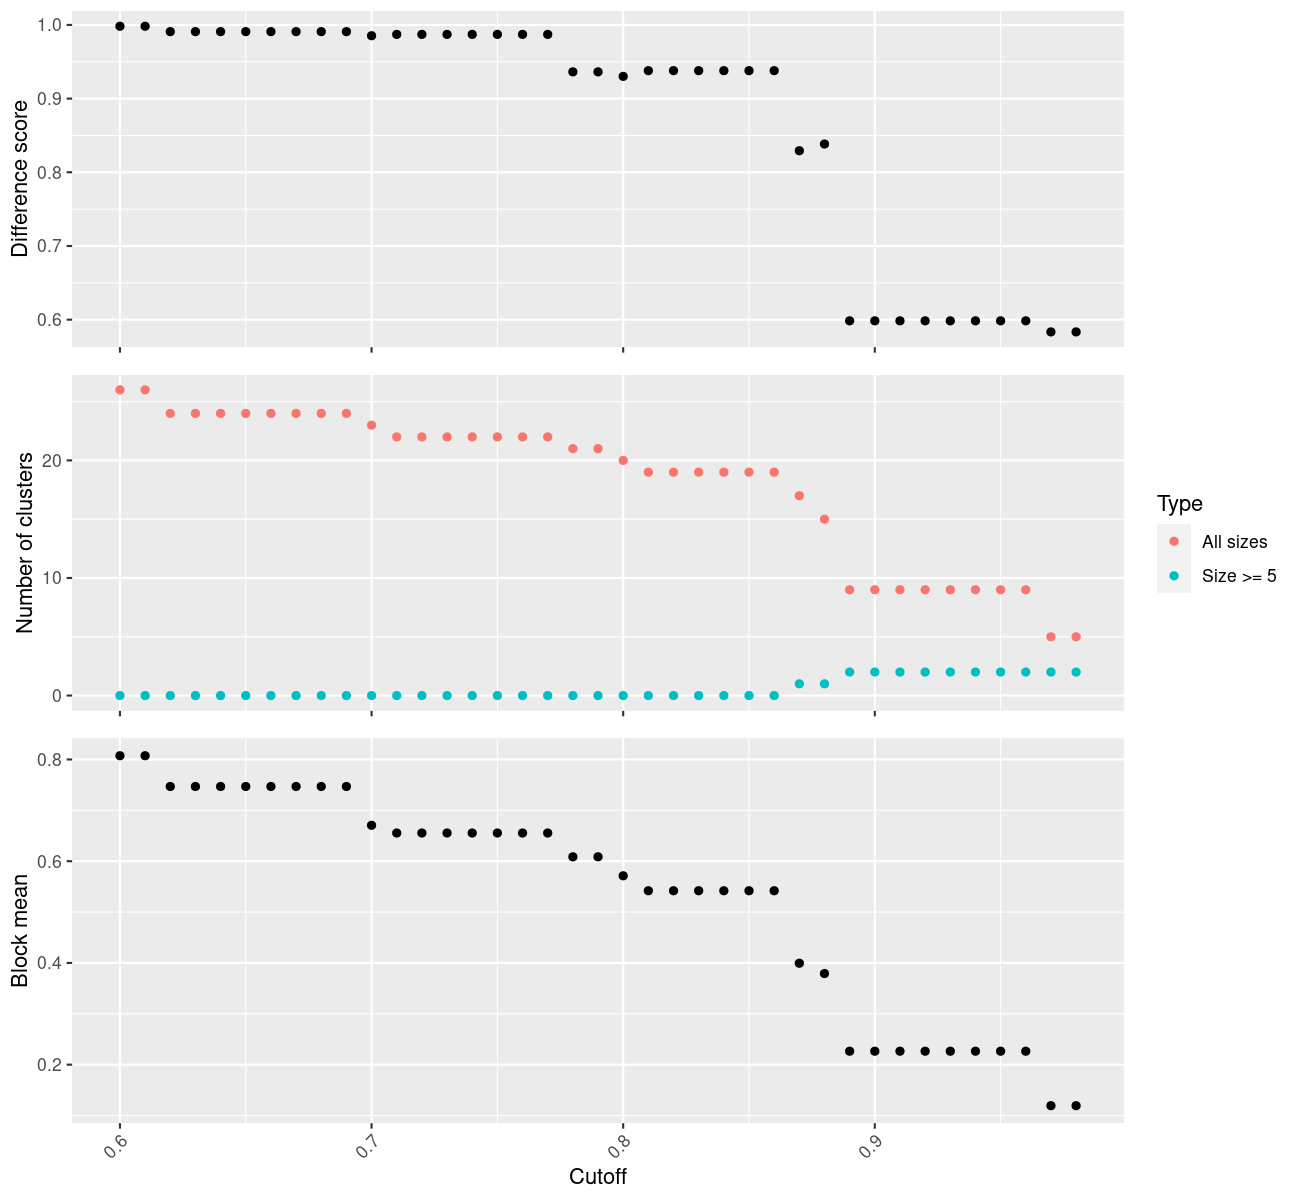 Difference score
1.0
0.9
0.8
0.7
0.6
Number of clusters
20
10
0
Type
All sizes
Size >= 5
Block mean
0.8
0.6
0.4
0.2
0.6
0.7
0.8
0.9
Cutoff